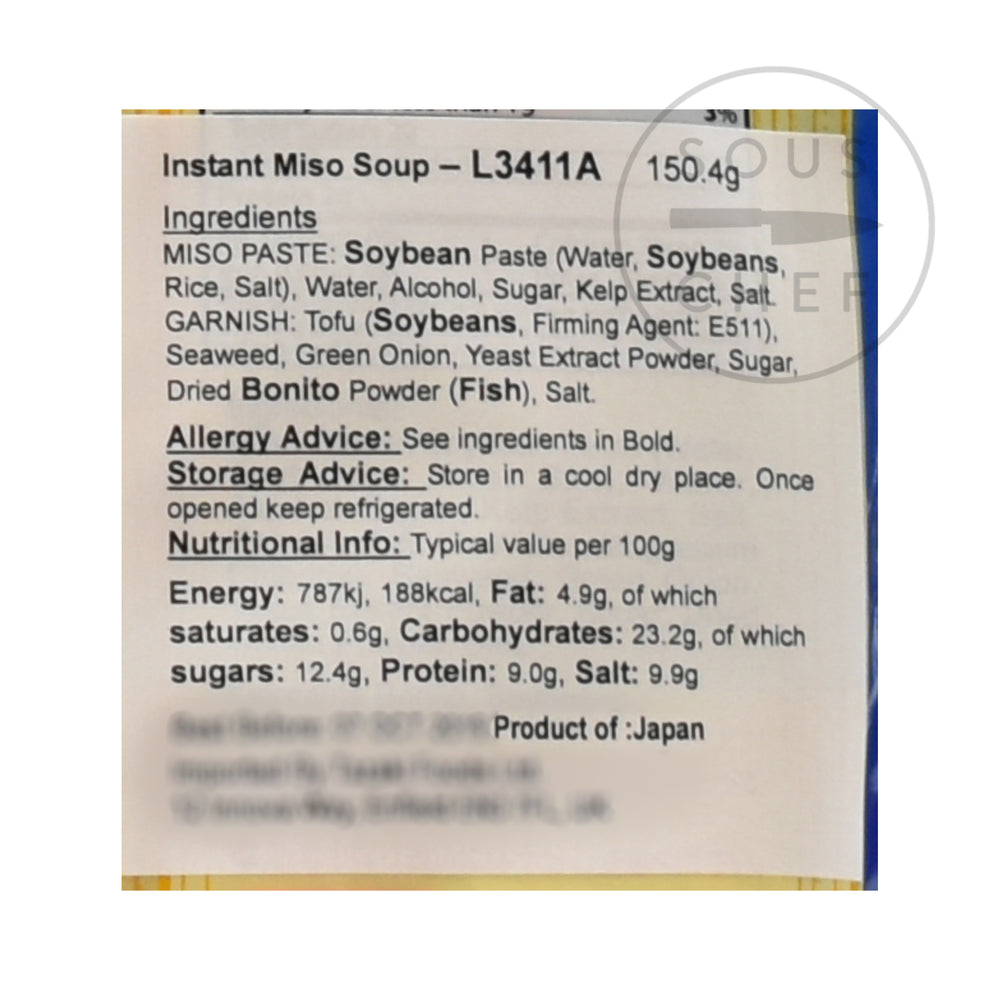 3%
Instant Miso Soup – L3411A 150.4g
Ingredients
MISO PASTE: Soybean Paste (Water, Soybeans,
Rice, Salt), Water, Alcohol, Sugar, Kelp Extract, Salt.
GARNISH: Tofu (Soybeans, Firming Agent: E511),
Seaweed, Green Onion, Yeast Extract Powder, Sugar,
Dried Bonito Powder (Fish), Salt.
Allergy Advice: See ingredients in Bold.
Storage Advice: Store in a cool dry place. Once
opened keep refrigerated.
Nutritional Info: Typical value per 100g
Energy: 787kj, 188kcal, Fat: 4.9g, of which
saturates: 0.6g, Carbohydrates: 23.2g, of which
sugars: 12.4g, Protein: 9.0g, Salt: 9.9g
Product of :Japan
SOUS
CHEF